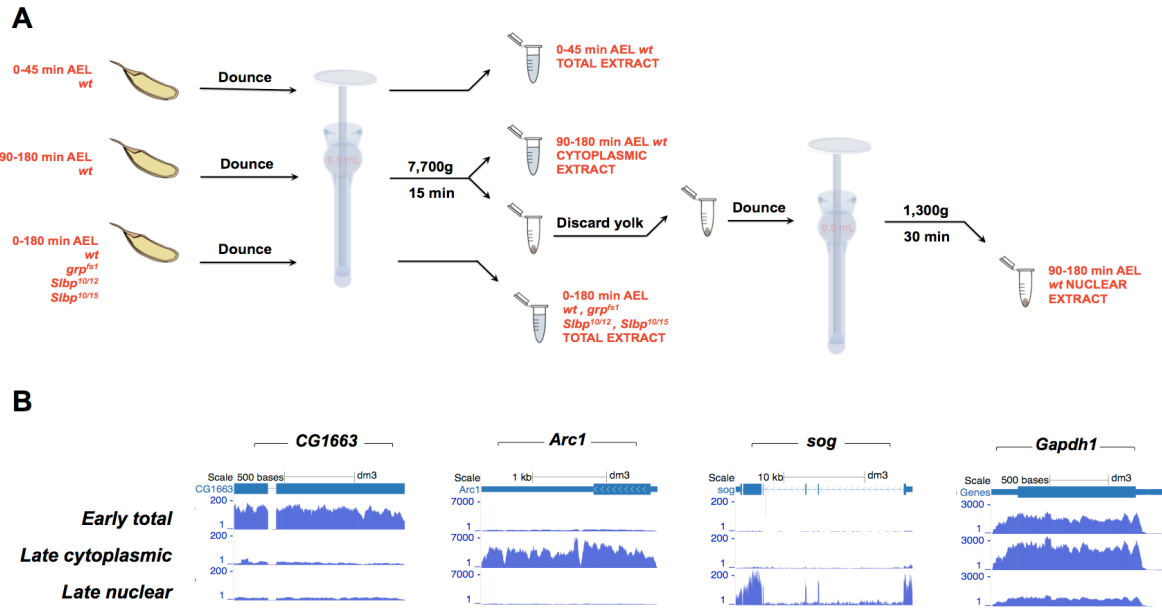 A
0-45 min AEL
wt
Dounce
0-45 min AEL wt
TOTAL EXTRACT
90-180 min AEL
wt
Dounce
0.5 mL
7,700g
15 min
90-180 min AEL wt
CYTOPLASMIC
EXTRACT
Discard yolk
Dounce
0.5 mL
1,300g
30 min
90-180 min AEL
wt NUCLEAR
EXTRACT
0-180 min AEL
wt
grpfs1
Slbp10/12
Slbp10/15
Dounce
0-180 min AEL
wt , grpfs1
Slbp10/12 , Slbp10/15
TOTAL EXTRACT
B
CG1663
Arc1
sog
Gapdh1
Scale 500 bases dm3
CG1663
Scale 1 kb dm3
Arc1
Scale 10 kb dm3
sog
Scale 500 bases dm3
Genes
Early total
200
1
7000
1
200
1
3000
1
Late cytoplasmic
200
1
7000
1
200
1
3000
1
Late nuclear
200
1
7000
1
200
1
3000
1